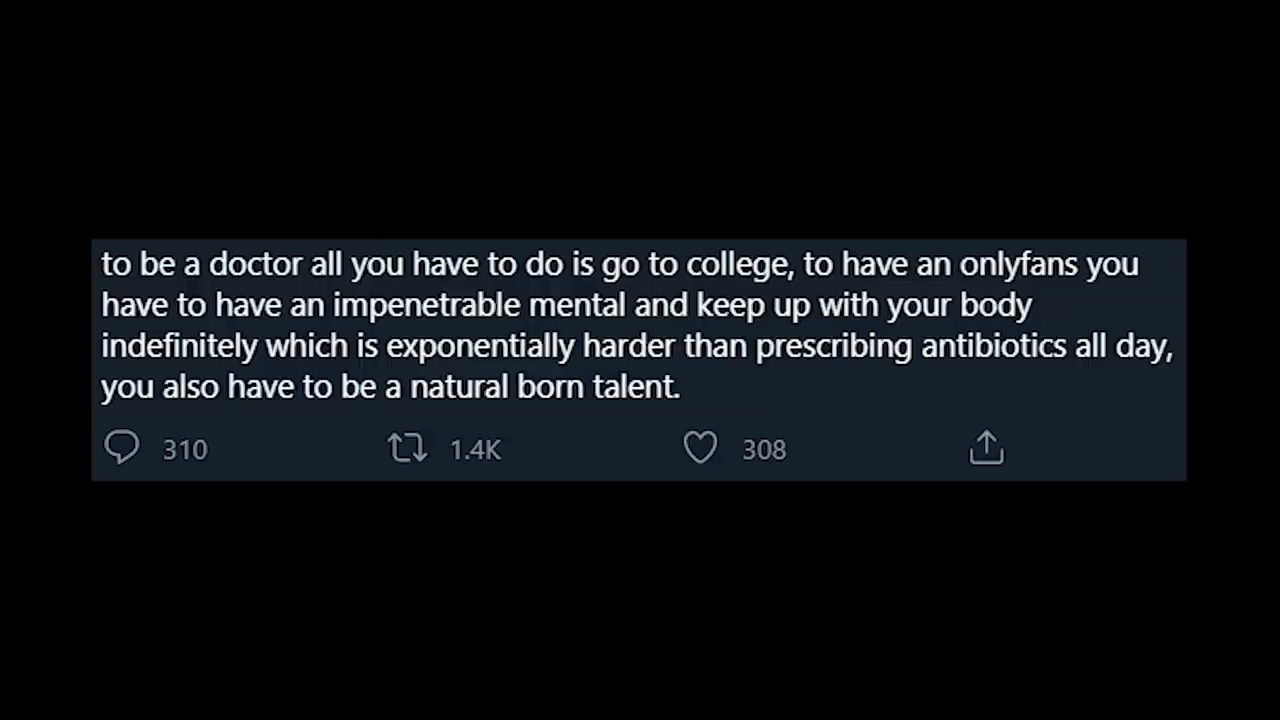 to be a doctor all you have to do is go to college, to have an onlyfans you
have to have an impenetrable mental and keep up with your body
indefinitely which is exponentially harder than prescribing antibiotics all day,
you also have to be a natural born talent.
310 1.4K 308